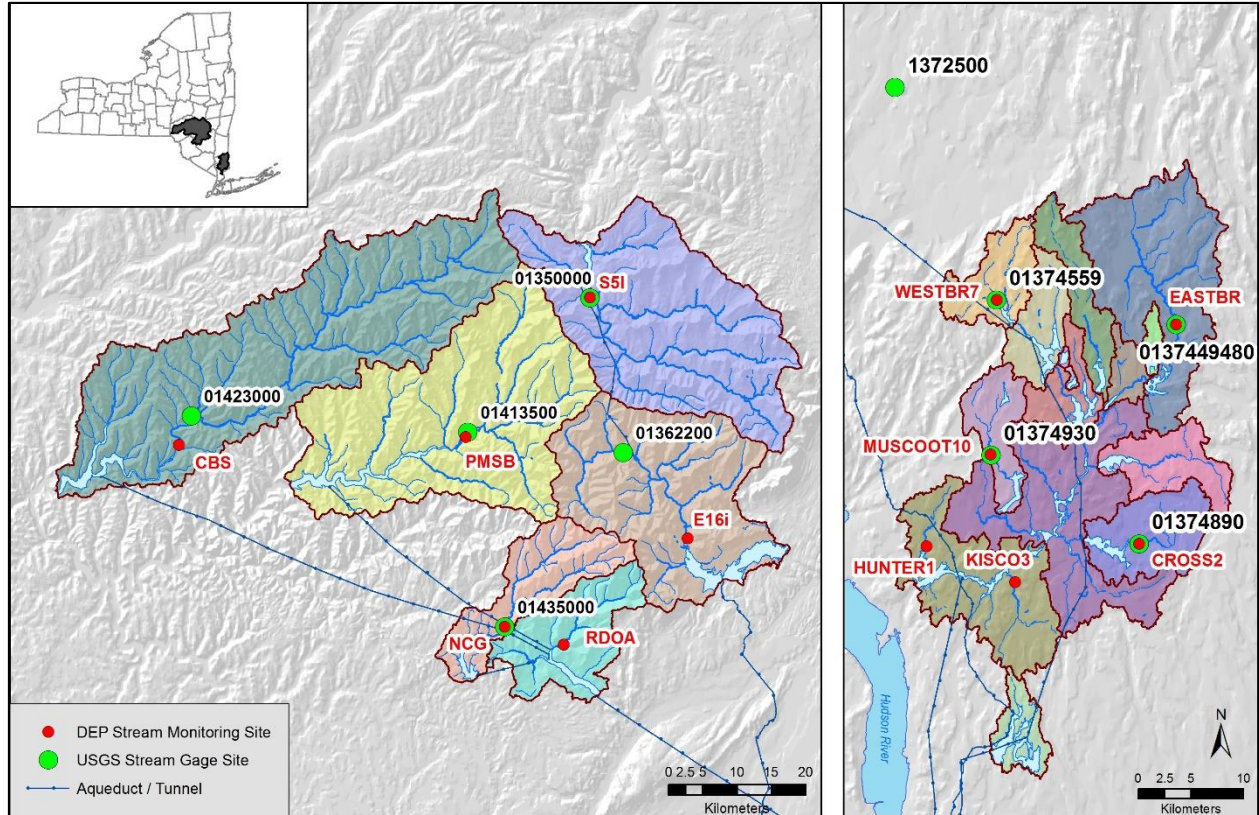 01350000
S5I
01423000
CBS
01413500
PMSB
01362200
E16i
01435000
NCG
RDOA
DEP Stream Monitoring Site
USGS Stream Gage Site
Aqueduct / Tunnel
0 2.5 5 10 15 20
Kilometers
1372500
WESTBR7
01374559
EASTBR
0137449480
MUSCOOT10
01374930
01374890
HUNTER1
KISCO3
CROSS2
Hudson River
N
0 2.5 5 10
Kilometers